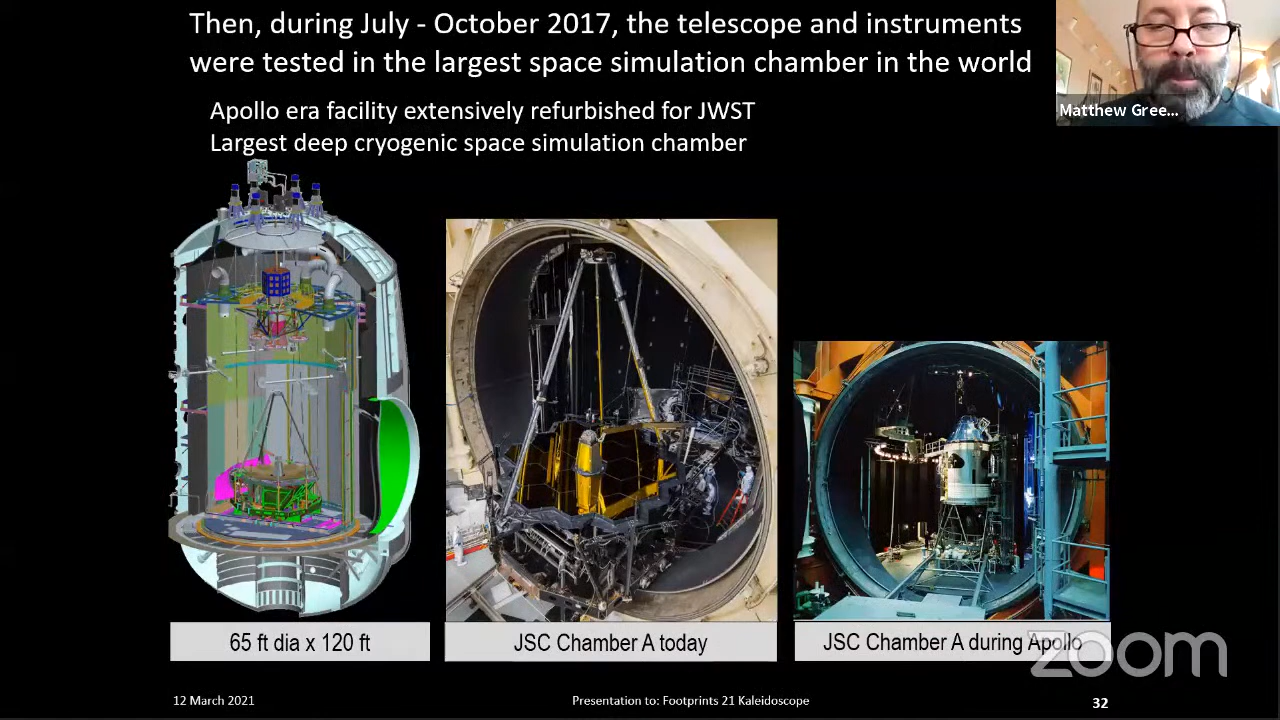 Then, during July - October 2017, the telescope and instruments
were tested in the largest space simulation chamber in the world
Apollo era facility extensively refurbished for JWST
Largest deep cryogenic space simulation chamber
Matthew Gree...
65 ft dia x 120 ft
JSC Chamber A today
JSC Chamber A during Apollo
zoom
12 March 2021
Presentation to: Footprints 21 Kaleidoscope
32